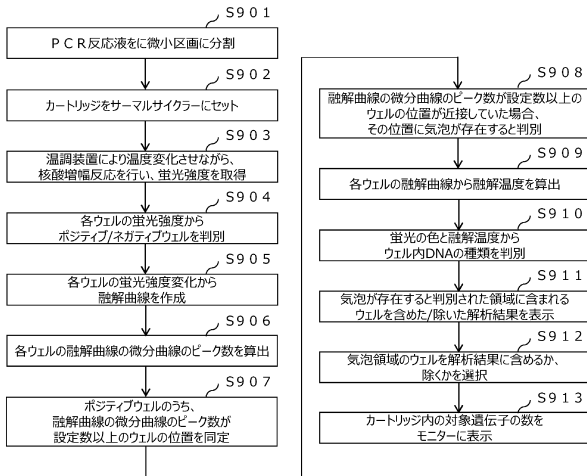 S901
PCR反応液をに微小区画に分割
S902
カートリッジをサーマルサイクラーにセット
S903
温調装置により温度変化させながら、
核酸増幅反応を行い、蛍光強度を取得
S904
各ウェルの蛍光強度から
ポジティブ/ネガティブウェルを判別
S905
各ウェルの蛍光強度変化から
融解曲線を作成
S906
各ウェルの融解曲線の微分曲線のピーク数を算出
S907
ポジティブウェルのうち、
融解曲線の微分曲線のピーク数が
設定数以上のウェルの位置を同定
S908
融解曲線の微分曲線のピーク数が設定数以上の
ウェルの位置が近接していた場合、
その位置に気泡が存在すると判別
S909
各ウェルの融解曲線から融解温度を算出
S910
蛍光の色と融解温度から
ウェル内DNAの種類を判別
S911
気泡が存在すると判別された領域に含まれる
ウェルを含めた/除いた解析結果を表示
S912
気泡領域のウェルを解析結果に含めるか、
除くかを選択
S913
カートリッジ内の対象遺伝子の数を
モニターに表示